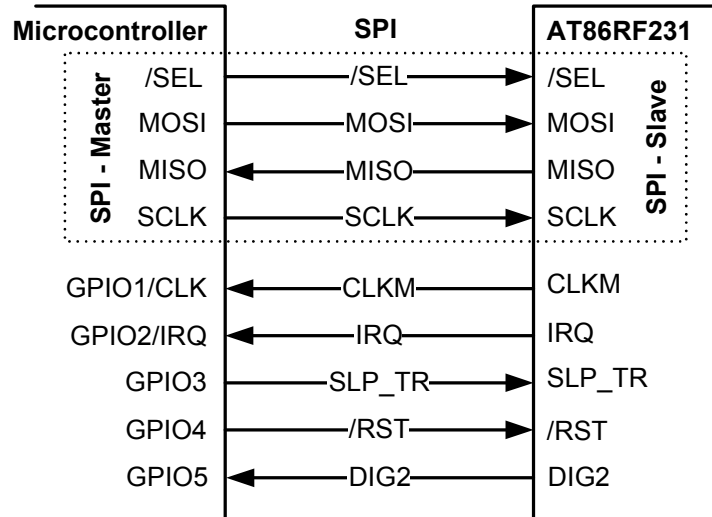 Microcontroller SPI AT86RF231
/SEL /SEL /SEL
MOSI MOSI MOSI
MISO MISO MISO
SCLK SCLK SCLK
SPI - Master
SPI - Slave
GPIO1/CLK CLKM CLKM
GPIO2/IRQ IRQ IRQ
GPIO3 SLP_TR SLP_TR
GPIO4 /RST /RST
GPIO5 DIG2 DIG2